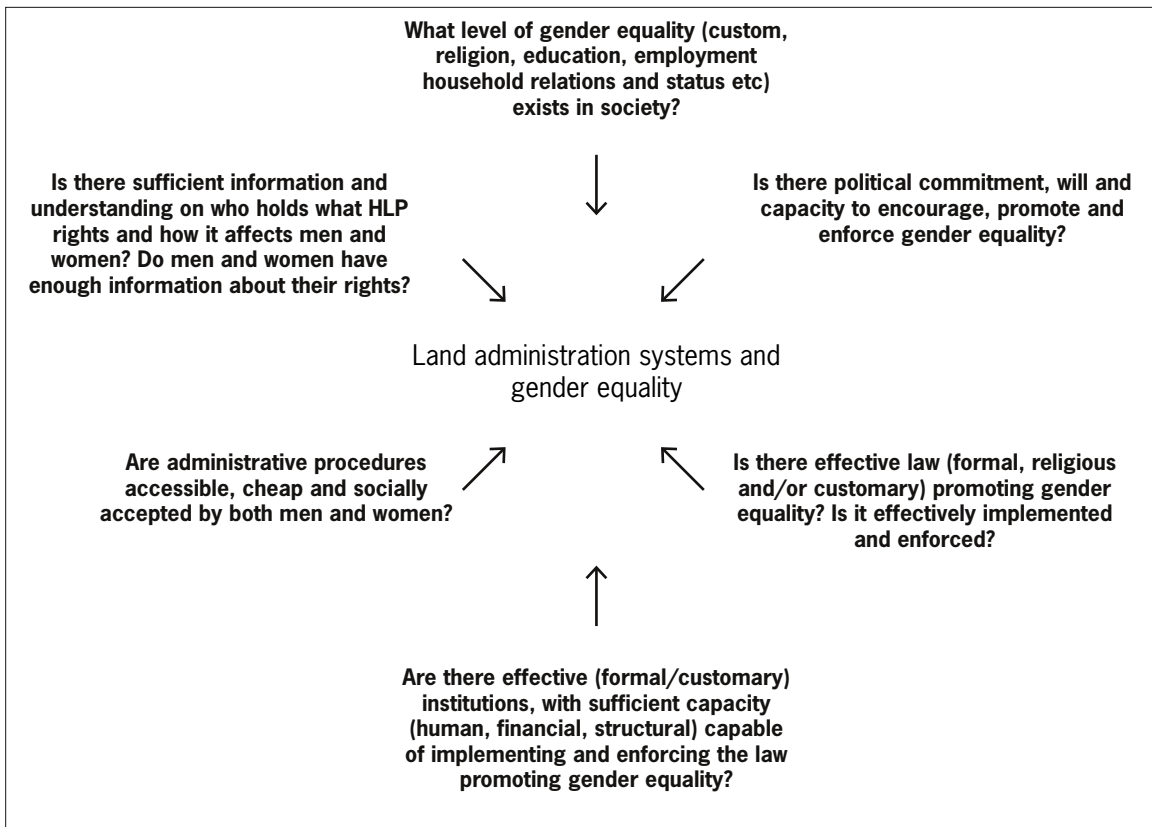 What level of gender equality (custom,
religion, education, employment
household relations and status etc)
exists in society?
Is there sufficient information and
understanding on who holds what HLP
rights and how it affects men and
women? Do men and women have
enough information about their rights?
Is there political commitment, will and
capacity to encourage, promote and
enforce gender equality?
Land administration systems and
gender equality
Are administrative procedures
accessible, cheap and socially
accepted by both men and women?
Is there effective law (formal, religious
and/or customary) promoting gender
equality? Is it effectively implemented
and enforced?
Are there effective (formal/customary)
institutions, with sufficient capacity
(human, financial, structural) capable
of implementing and enforcing the law
promoting gender equality?